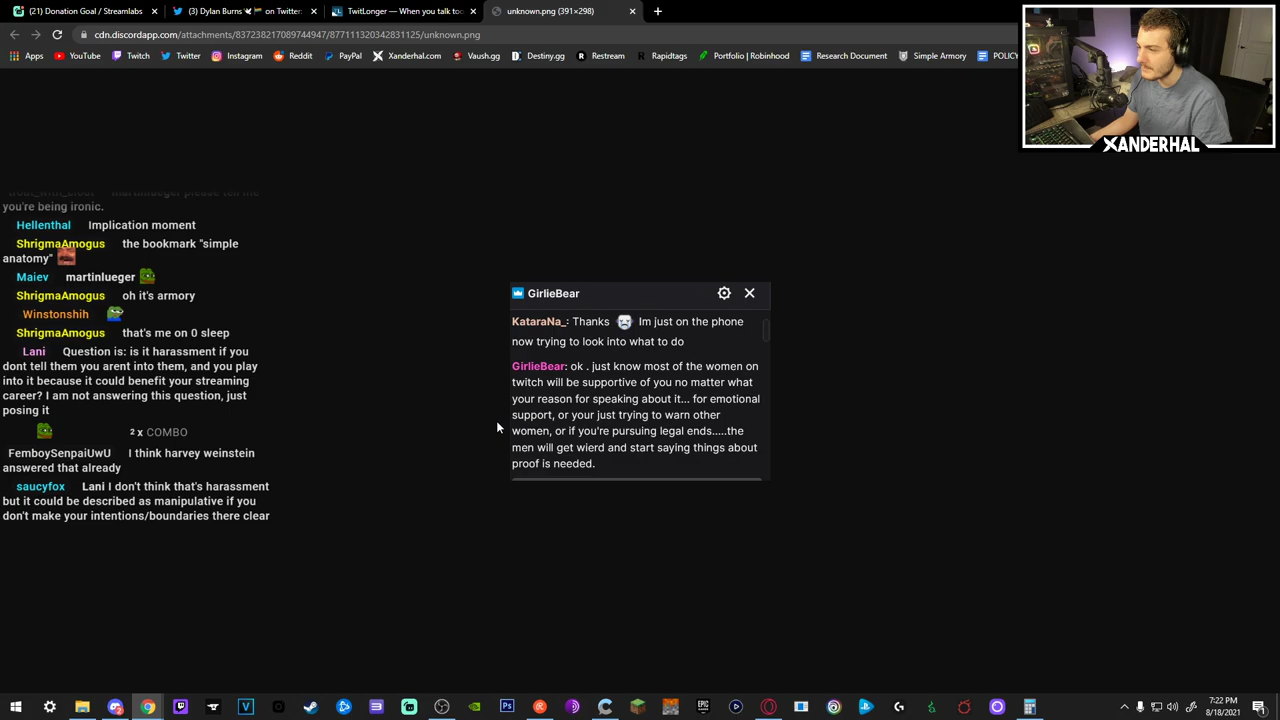 (21) Donation Goal / Streamlabs
(3) Dylan Burns on Twitter:
TwitLonger — When you talk too
unknown.png (391×298)
cdn.discordapp.com/attachments/837238217089744947/877111320342831125/unknown.png
Apps YouTube Twitch Twitter Instagram Reddit PayPal Xanderhal.com Vaush.gg Destiny.gg Restream Rapidtags Portfolio | Robinhood Research Document Simple Armory POLICY
XANDERHAL
you're being ironic.
Hellenthal Implication moment
ShrigmaAmogus the bookmark "simple
anatomy"
Maiev martinlueger
ShrigmaAmogus oh it's armory
Winstonshih
ShrigmaAmogus that's me on 0 sleep
Lani Question is: is it harassment if you
dont tell them you arent into them, and you play
into it because it could benefit your streaming
career? I am not answering this question, just
posing it
2 x COMBO
FemboySenpaiUwU I think harvey weinstein
answered that already
saucyfox Lani I don't think that's harassment
but it could be described as manipulative if you
don't make your intentions/boundaries there clear
GirlieBear
KataraNa_: Thanks Im just on the phone
now trying to look into what to do
GirlieBear: ok . just know most of the women on
twitch will be supportive of you no matter what
your reason for speaking about it... for emotional
support, or your just trying to warn other
women, or if you're pursuing legal ends.....the
men will get wierd and start saying things about
proof is needed.
7:22 PM
8/18/2021